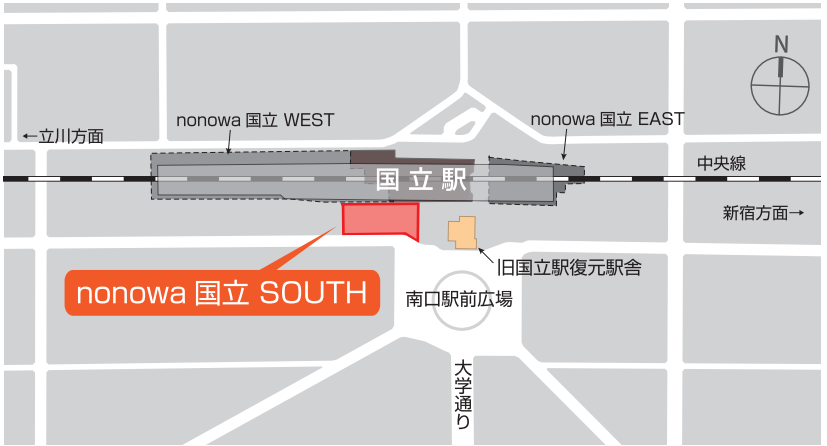 N
nonowa 国立 WEST
nonowa 国立 EAST
←立川方面
中央線
国立駅
新宿方面→
旧国立駅復元駅舎
nonowa 国立 SOUTH
南口駅前広場
大学通り